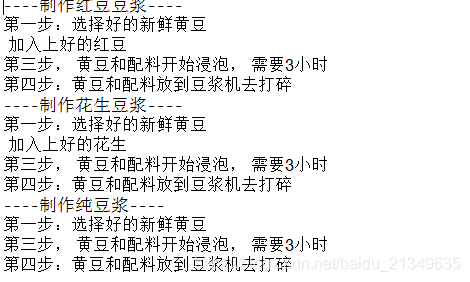 ----制作红豆豆浆----
第一步：选择好的新鲜黄豆
加入上好的红豆
第三步， 黄豆和配料开始浸泡， 需要3小时
第四步：黄豆和配料放到豆浆机去打碎
----制作花生豆浆----
第一步：选择好的新鲜黄豆
加入上好的花生
第三步， 黄豆和配料开始浸泡， 需要3小时
第四步：黄豆和配料放到豆浆机去打碎
----制作纯豆浆----
第一步：选择好的新鲜黄豆
第三步， 黄豆和配料开始浸泡， 需要3小时
第四步：黄豆和配料放到豆浆机去打碎
net/baidu_21349635